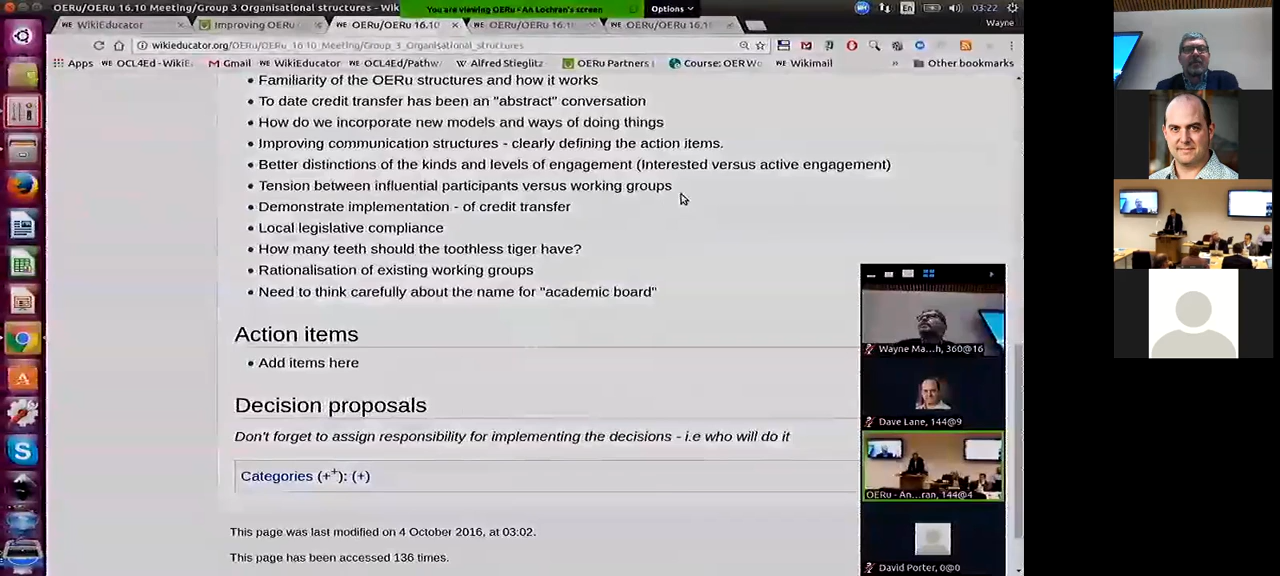 OERu/OERu 16.10 Meeting/Group 3 Organisational structures - Wik
You are viewing OERu - An Lochran's screen
Options
En
03:22
WikiEducator
Improving OERu
OERu/OERu 16.10
OERu/OERu 16.1
OERu/OERu 16.1
Wayne
wikieducator.org/OERu/OERu_16.10_Meeting/Group_3_Organisational_structures
Apps
OCL4Ed - WikiE
Gmail
WikiEducator
OCL4Ed/Pathw
Alfred Stieglitz
OERu Partners
Course: OER Wo
Wikimail
»
Other bookmarks
• Familiarity of the OERu structures and how it works
• To date credit transfer has been an "abstract" conversation
• How do we incorporate new models and ways of doing things
• Improving communication structures - clearly defining the action items.
• Better distinctions of the kinds and levels of engagement (Interested versus active engagement)
• Tension between influential participants versus working groups
• Demonstrate implementation - of credit transfer
• Local legislative compliance
• How many teeth should the toothless tiger have?
• Rationalisation of existing working groups
• Need to think carefully about the name for "academic board"
Action items
• Add items here
Decision proposals
Don't forget to assign responsibility for implementing the decisions - i.e who will do it
Categories (++): (+)
This page was last modified on 4 October 2016, at 03:02.
This page has been accessed 136 times.
Wayne Ma...h, 360@16
Dave Lane, 144@9
OERu - An...ran, 144@4
David Porter, 0@0